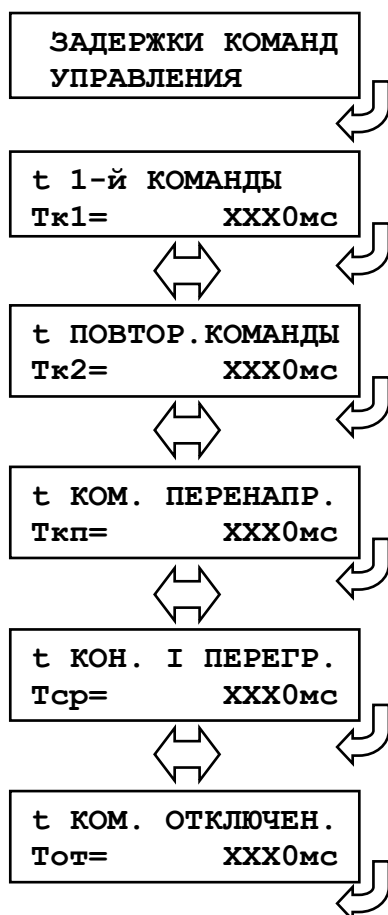 ЗАДЕРЖКИ КОМАНД
УПРАВЛЕНИЯ
t 1-й КОМАНДЫ
Тк1= XXX0мс
t ПОВТОР.КОМАНДЫ
Тк2= XXX0мс
t КОМ. ПЕРЕНАПР.
Ткп= XXX0мс
t КОН. I ПЕРЕГР.
Тср= XXX0мс
t КОМ. ОТКЛЮЧЕН.
Тот= XXX0мс